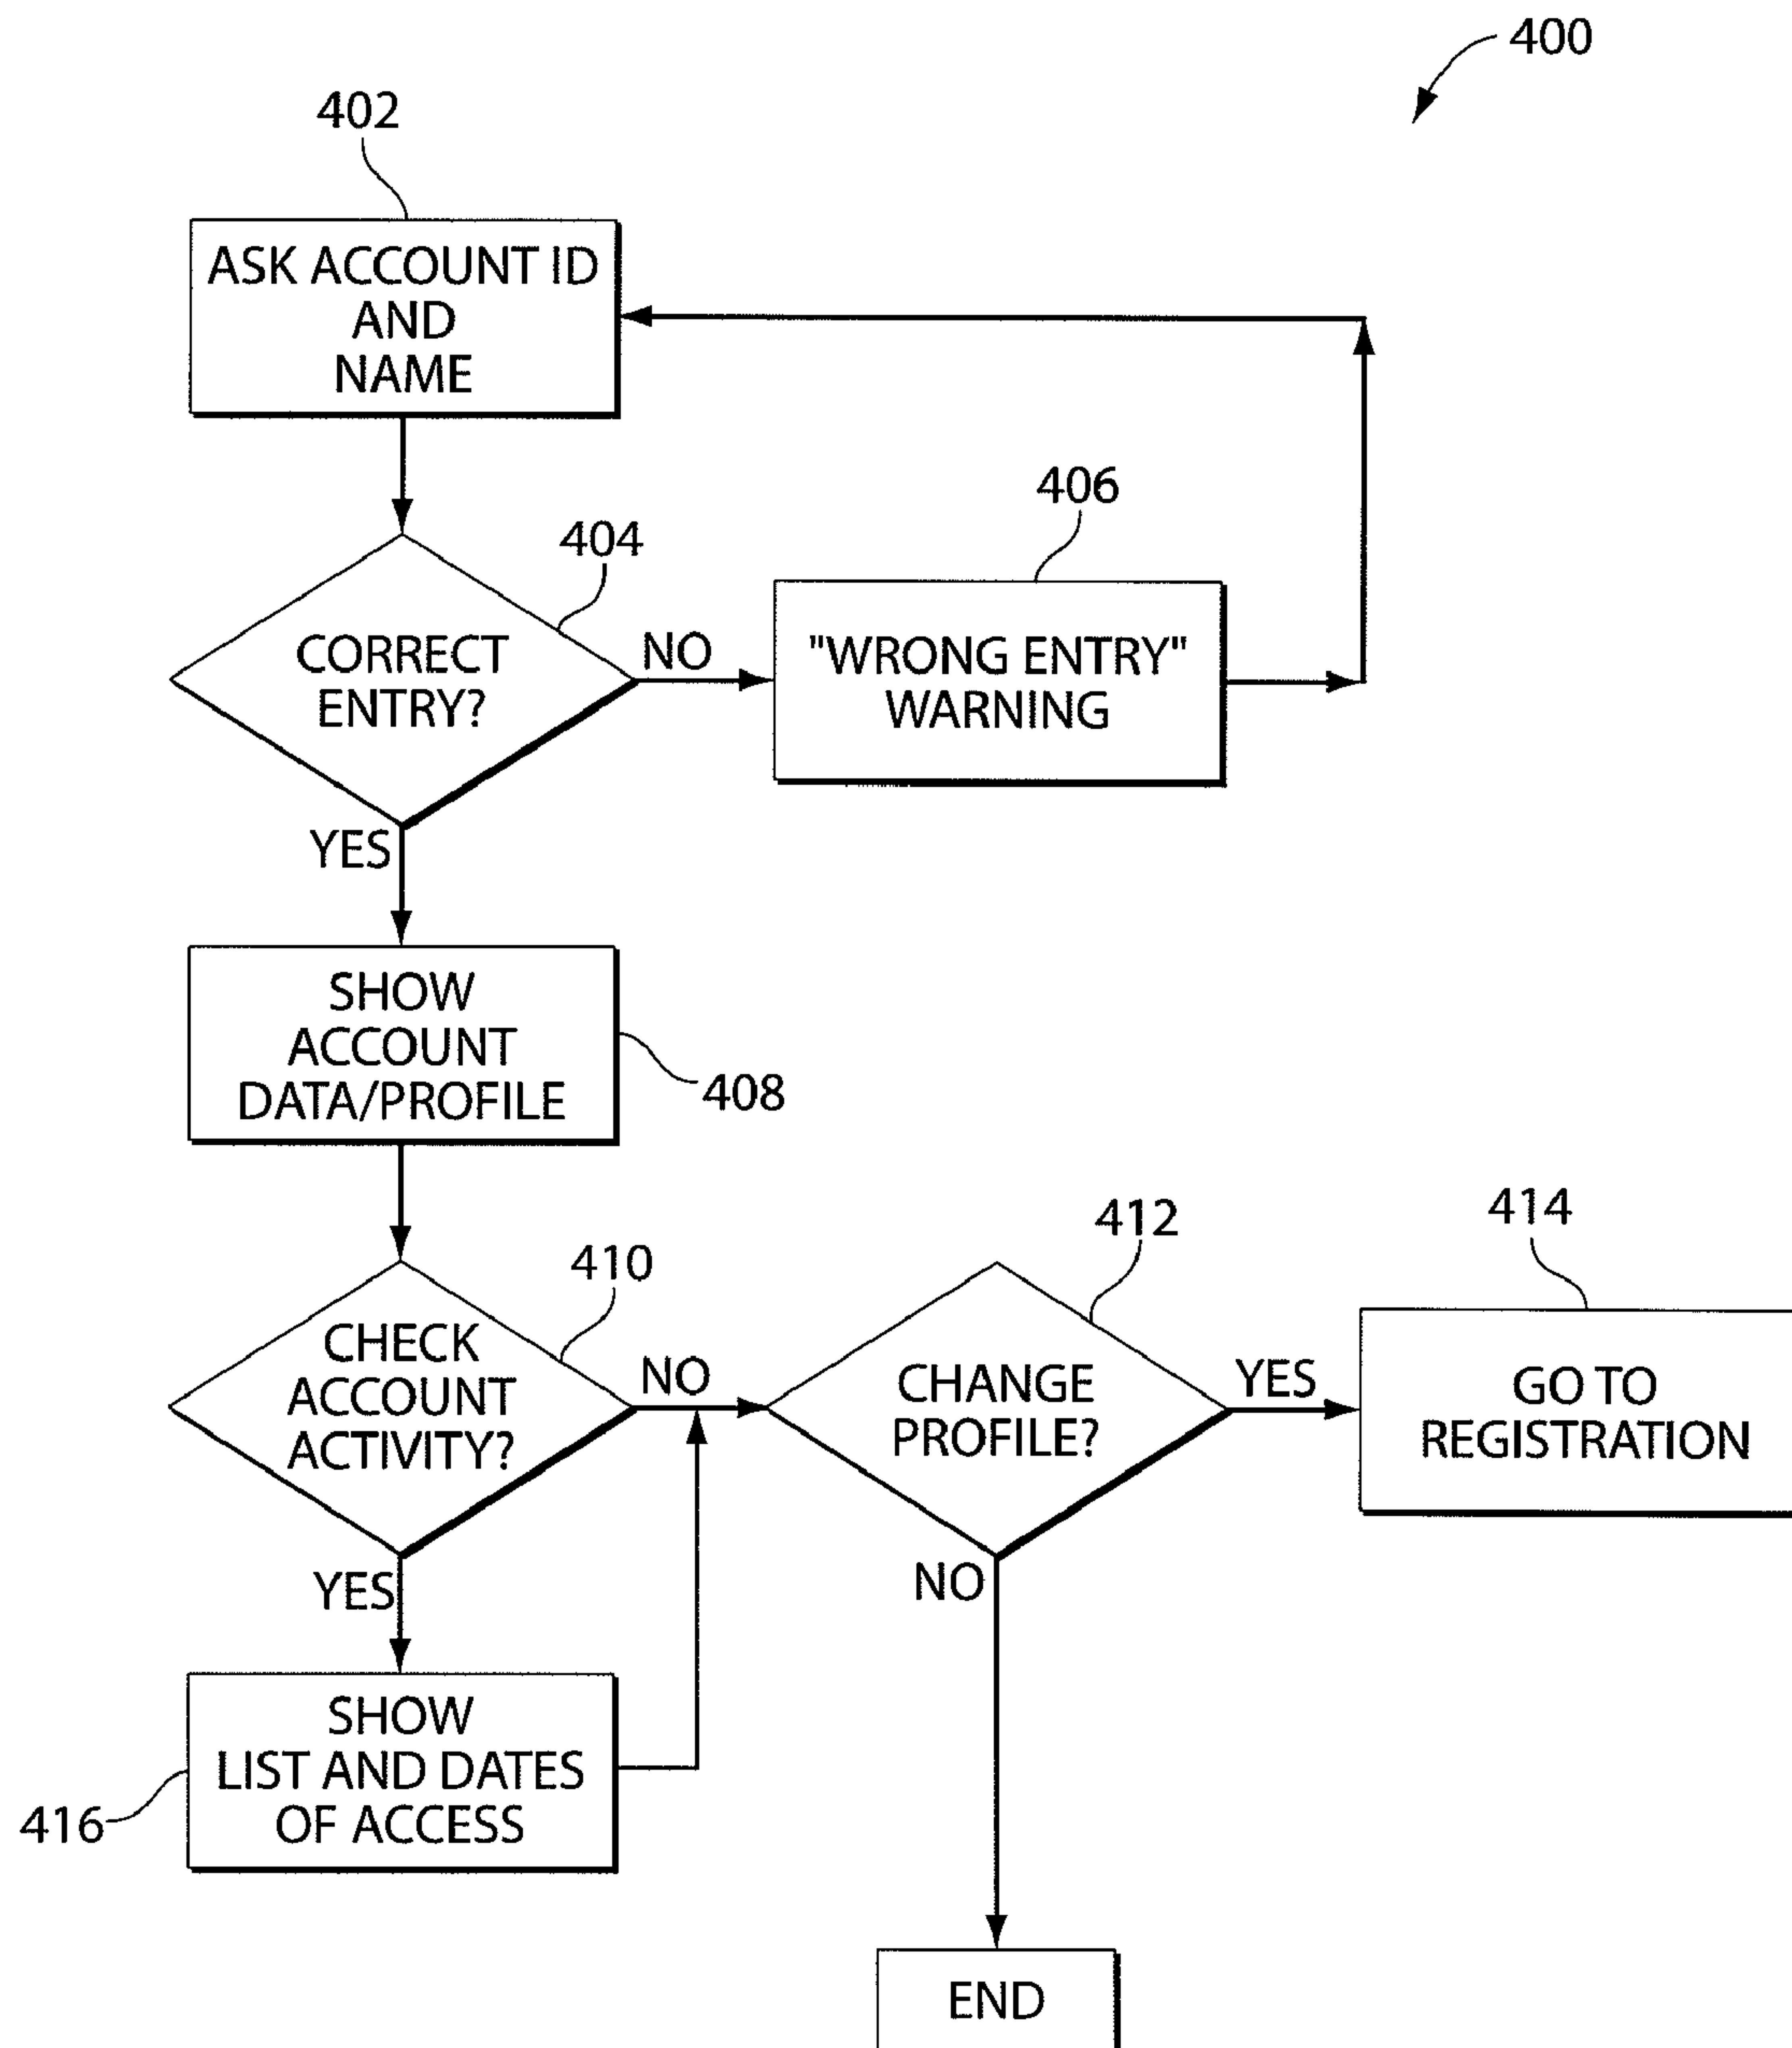 400
402
ASK ACCOUNT ID
AND
NAME
404
CORRECT
ENTRY?
NO
406
"WRONG ENTRY"
WARNING
YES
SHOW
ACCOUNT
DATA/PROFILE
408
410
CHECK
ACCOUNT
ACTIVITY?
NO
412
CHANGE
PROFILE?
YES
414
GO TO
REGISTRATION
YES
NO
SHOW
LIST AND DATES
OF ACCESS
416
END